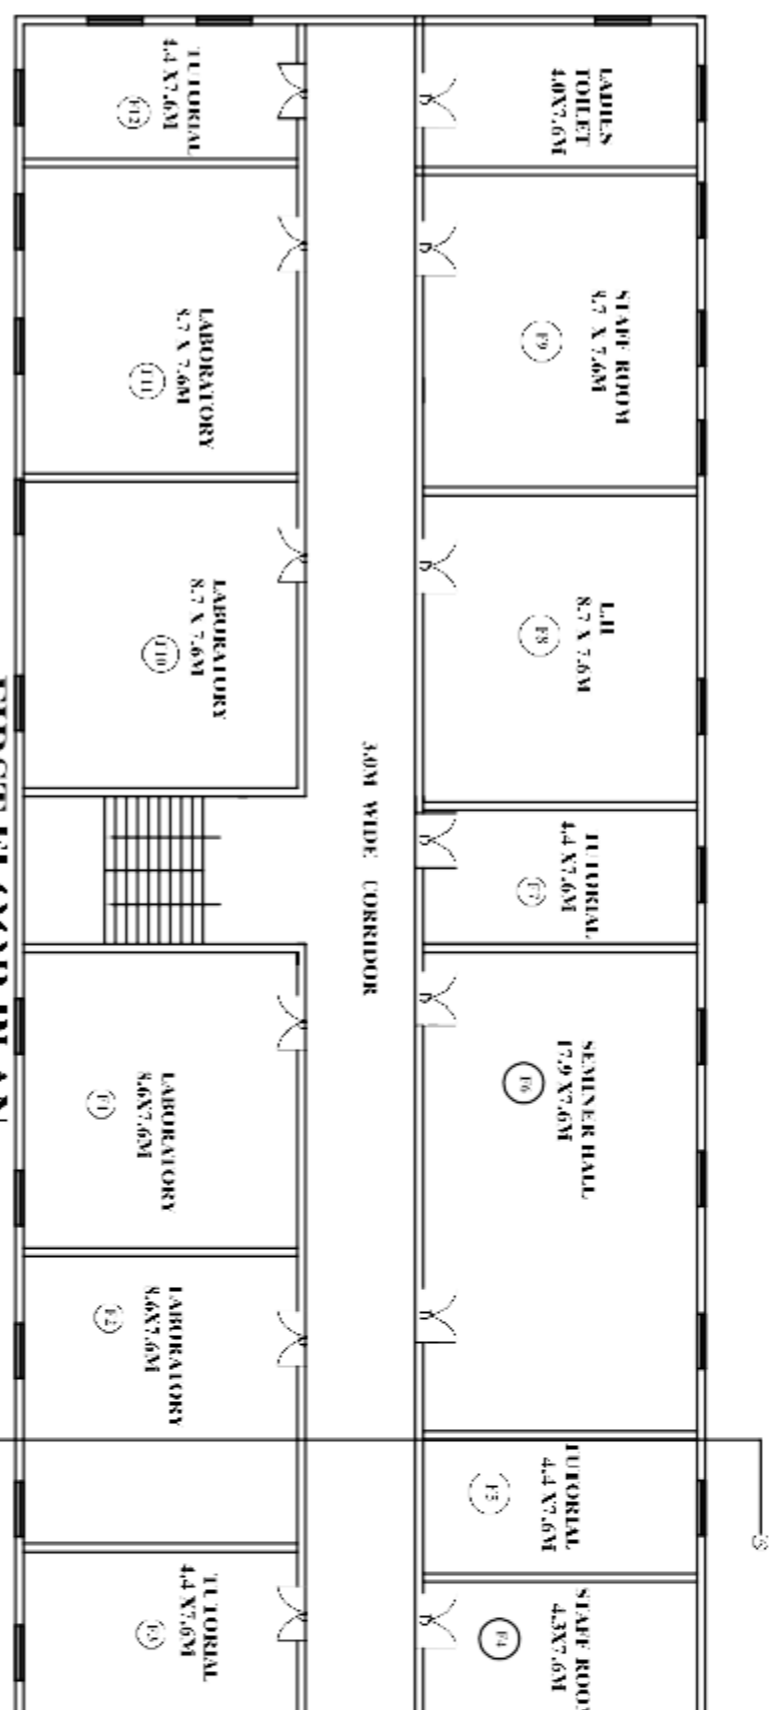 TUTORIAL
4.4 X7.6M
F12
LADIES
TOILET
4.0X7.6M
LABORATORY
8.7 X 7.6M
F11
STAFF ROOM
8.7 X 7.6M
F9
LABORATORY
8.7 X 7.6M
F10
L.H
8.7 X 7.6M
F8
3.0M WIDE CORRIDOR
TUTORIAL
4.4 X7.6M
F7
LABORATORY
8.6X7.6M
F1
SEMINER HALL
17.9 X7.6M
F6
LABORATORY
8.6X7.6M
F2
TUTORIAL
4.4 X7.6M
F5
TUTORIAL
4.4 X7.6M
F3
STAFF ROOM
4.3X7.6M
F4
FIRST FLOOR PLAN